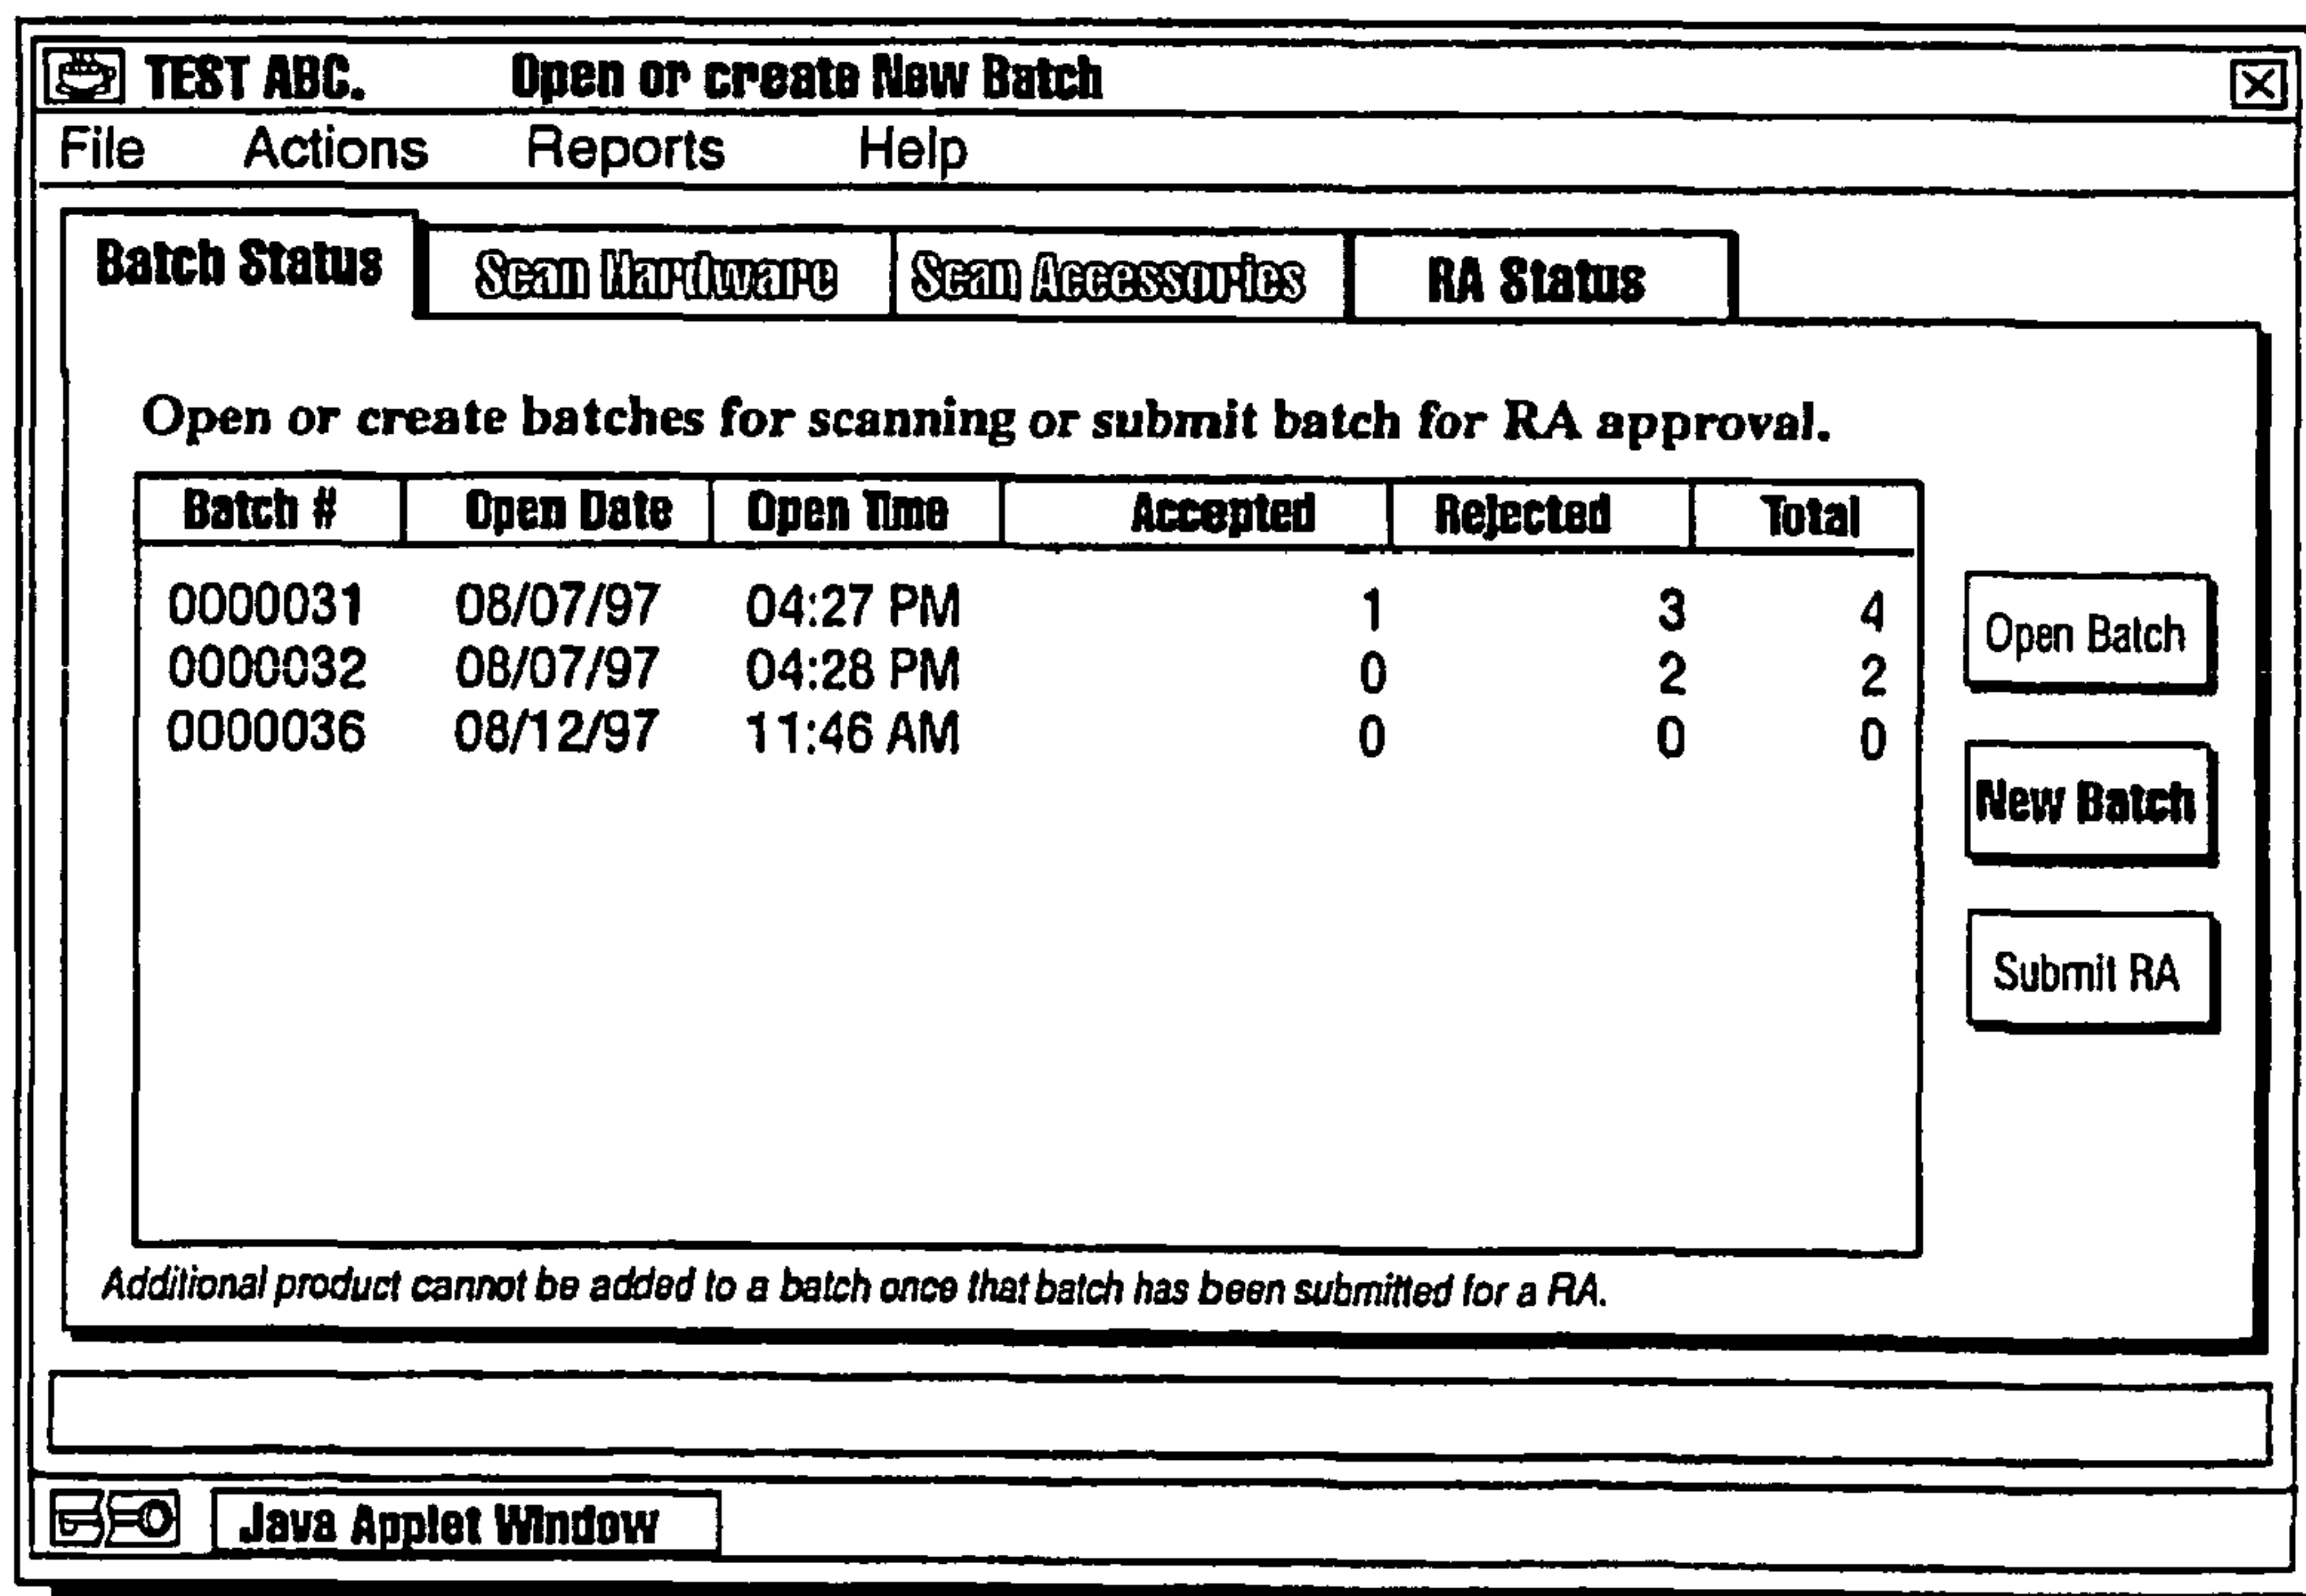 TEST ABC. Open or create New Batch
File Actions Reports Help
Batch Status Scan Hardware Scan Accessories RA Status
Open or create batches for scanning or submit batch for RA approval.
Batch # Open Date Open Time Accepted Rejected Total
0000031 08/07/97 04:27 PM 1 3 4
0000032 08/07/97 04:28 PM 0 2 2
0000036 08/12/97 11:46 AM 0 0 0
Open Batch
New Batch
Submit RA
Additional product cannot be added to a batch once that batch has been submitted for a RA.
Java Applet Window